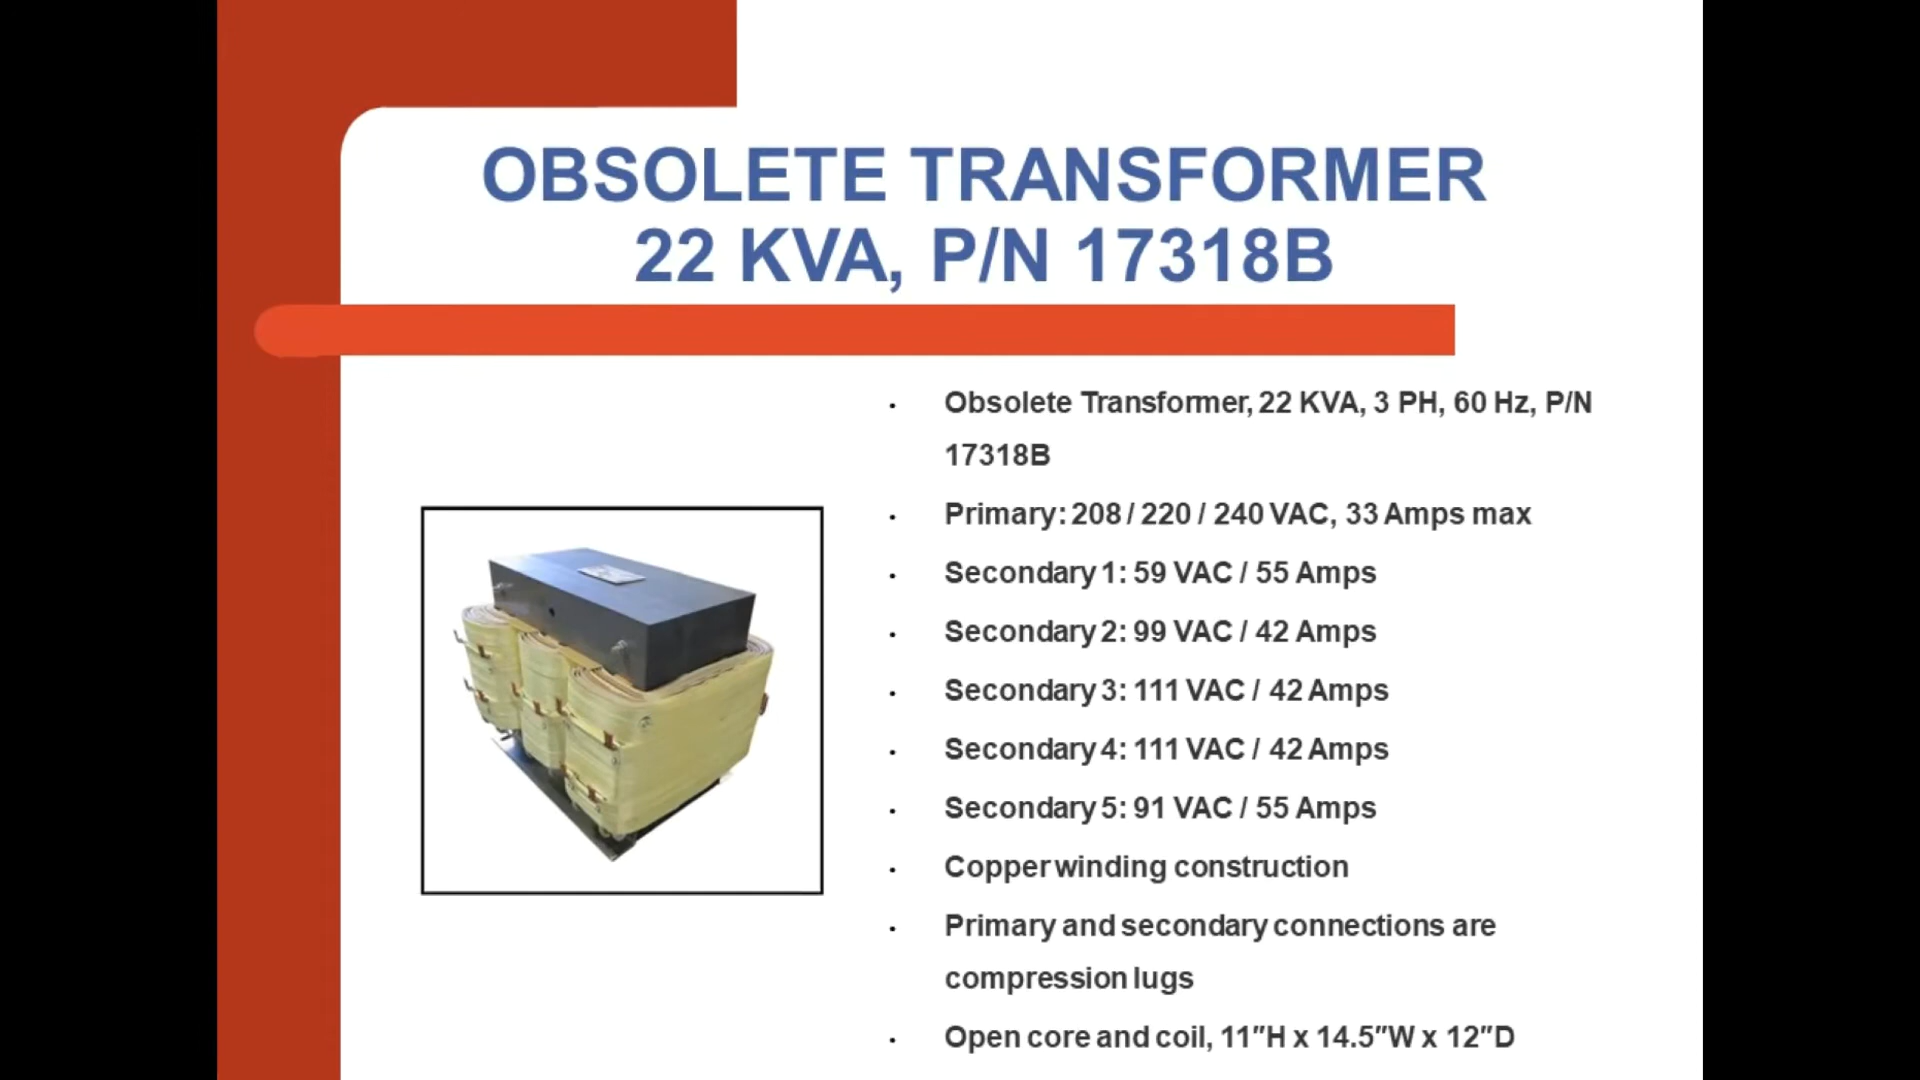 OBSOLETE TRANSFORMER
22 KVA, P/N 17318B
• Obsolete Transformer, 22 KVA, 3 PH, 60 Hz, P/N
17318B
• Primary: 208 / 220 / 240 VAC, 33 Amps max
• Secondary 1: 59 VAC / 55 Amps
• Secondary 2: 99 VAC / 42 Amps
• Secondary 3: 111 VAC / 42 Amps
• Secondary 4: 111 VAC / 42 Amps
• Secondary 5: 91 VAC / 55 Amps
• Copper winding construction
• Primary and secondary connections are
compression lugs
• Open core and coil, 11″H x 14.5″W x 12″D